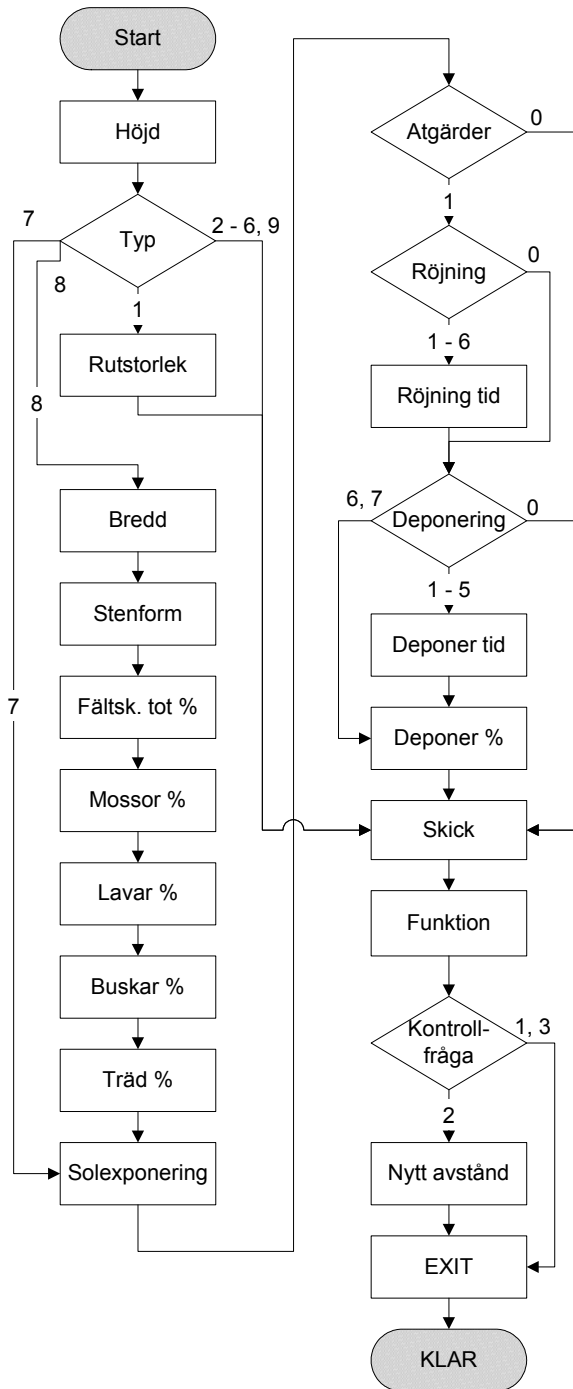 Start
Höjd
7
Typ
2 - 6, 9
8
1
Rutstorlek
8
Bredd
Stenform
Fältsk. tot %
7
Mossor %
Lavar %
Buskar %
Träd %
Solexponering
Atgärder
0
1
Röjning
0
1 - 6
Röjning tid
6, 7
Deponering
0
1 - 5
Deponer tid
Deponer %
Skick
Funktion
Kontroll-
fråga
1, 3
2
Nytt avstånd
EXIT
KLAR